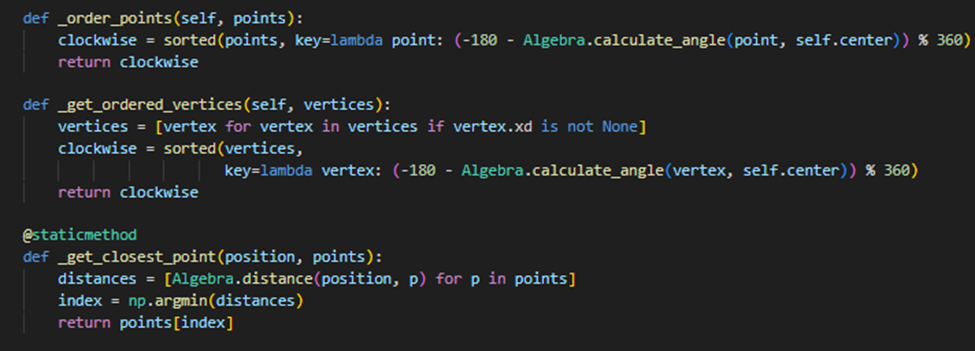 def _order_points(self, points):
    clockwise = sorted(points, key=lambda point: (-180 - Algebra.calculate_angle(point, self.center)) % 360)
    return clockwise

def _get_ordered_vertices(self, vertices):
    vertices = [vertex for vertex in vertices if vertex.xd is not None]
    clockwise = sorted(vertices,
                       key=lambda vertex: (-180 - Algebra.calculate_angle(vertex, self.center)) % 360)
    return clockwise

@staticmethod
def _get_closest_point(position, points):
    distances = [Algebra.distance(position, p) for p in points]
    index = np.argmin(distances)
    return points[index]